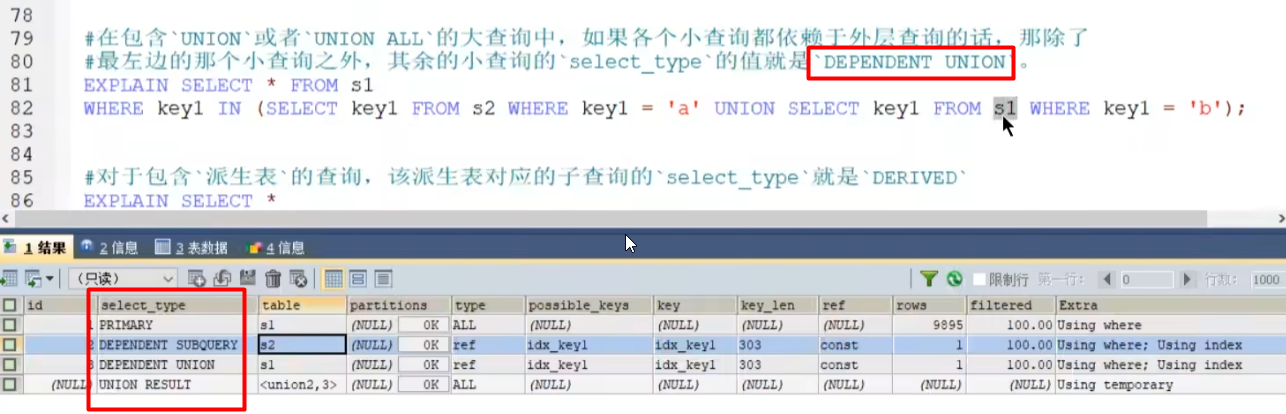 78
79 #在包含`UNION`或者`UNION ALL`的大查询中，如果各个小查询都依赖于外层查询的话，那除了
80 #最左边的那个小查询之外，其余的小查询的`select_type`的值就是`DEPENDENT UNION`。
81 EXPLAIN SELECT * FROM s1
82 WHERE key1 IN (SELECT key1 FROM s2 WHERE key1 = 'a' UNION SELECT key1 FROM s1 WHERE key1 = 'b');
83
84
85 #对于包含`派生表`的查询，该派生表对应的子查询的`select_type`就是`DERIVED`
86 EXPLAIN SELECT *
1 结果 2 信息 3 表数据 4 信息
（只读） 限制行 第一行: 0 行数: 1000
id select_type table partitions type possible_keys key key_len ref rows filtered Extra
1 PRIMARY s1 (NULL) 0K ALL (NULL) (NULL) (NULL) (NULL) 9895 100.00 Using where
2 DEPENDENT SUBQUERY s2 (NULL) 0K ref idx_key1 idx_key1 303 const 1 100.00 Using where; Using index
3 DEPENDENT UNION s1 (NULL) 0K ref idx_key1 idx_key1 303 const 1 100.00 Using where; Using index
(NULL) UNION RESULT <union2,3> (NULL) 0K ALL (NULL) (NULL) (NULL) (NULL) (NULL) (NULL) Using temporary